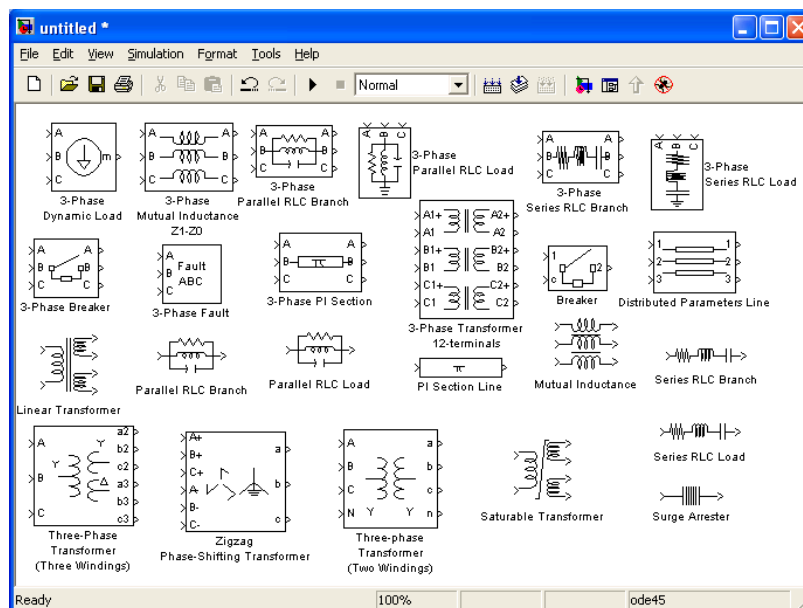 untitled *
File Edit View Simulation Format Tools Help
Normal
A A
B m
C
3-Phase
Dynamic Load
A A
B B
C C
3-Phase
Mutual Inductance
Z1-Z0
A A
B B
C C
3-Phase
Parallel RLC Branch
A B C
3-Phase
Parallel RLC Load
A A
B B
C C
3-Phase
Series RLC Branch
A B C
3-Phase
Series RLC Load
A A
B B
C C
3-Phase Breaker
A
B
C
Fault
ABC
3-Phase Fault
A A
B B
C C
3-Phase PI Section
A1+ A2+
A1 A2
B1+ B2+
B1 B2
C1+ C2+
C1 C2
3-Phase Transformer
12-terminals
1
c 2
Breaker
1 1
2 2
3 3
Distributed Parameters Line
Linear Transformer
Parallel RLC Branch
Parallel RLC Load
PI Section Line
Mutual Inductance
Series RLC Branch
A a2
b2
B c2
a3
b3
C c3
Y Y Δ
Three-Phase
Transformer
(Three Windings)
A+
B+ a
C+
A- b
B-
C- c
Zigzag
Phase-Shifting Transformer
A a
B b
C c
N Y Y n
Three-phase
Transformer
(Two Windings)
Saturable Transformer
Series RLC Load
Surge Arrester
Ready 100% ode45